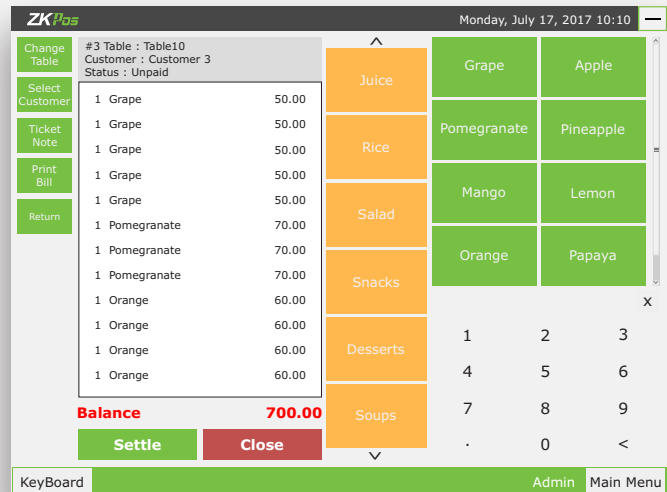 ZKPos
Monday, July 17, 2017 10:10
Change
Table
Select
Customer
Ticket
Note
Print
Bill
Return
#3 Table : Table10
Customer : Customer 3
Status : Unpaid
1 Grape 50.00
1 Grape 50.00
1 Grape 50.00
1 Grape 50.00
1 Grape 50.00
1 Pomegranate 70.00
1 Pomegranate 70.00
1 Pomegranate 70.00
1 Orange 60.00
1 Orange 60.00
1 Orange 60.00
1 Orange 60.00
Balance 700.00
Settle Close
Juice
Rice
Salad
Snacks
Desserts
Soups
Grape Apple
Pomegranate Pineapple
Mango Lemon
Orange Papaya
x
1 2 3
4 5 6
7 8 9
. 0 <
KeyBoard Admin Main Menu